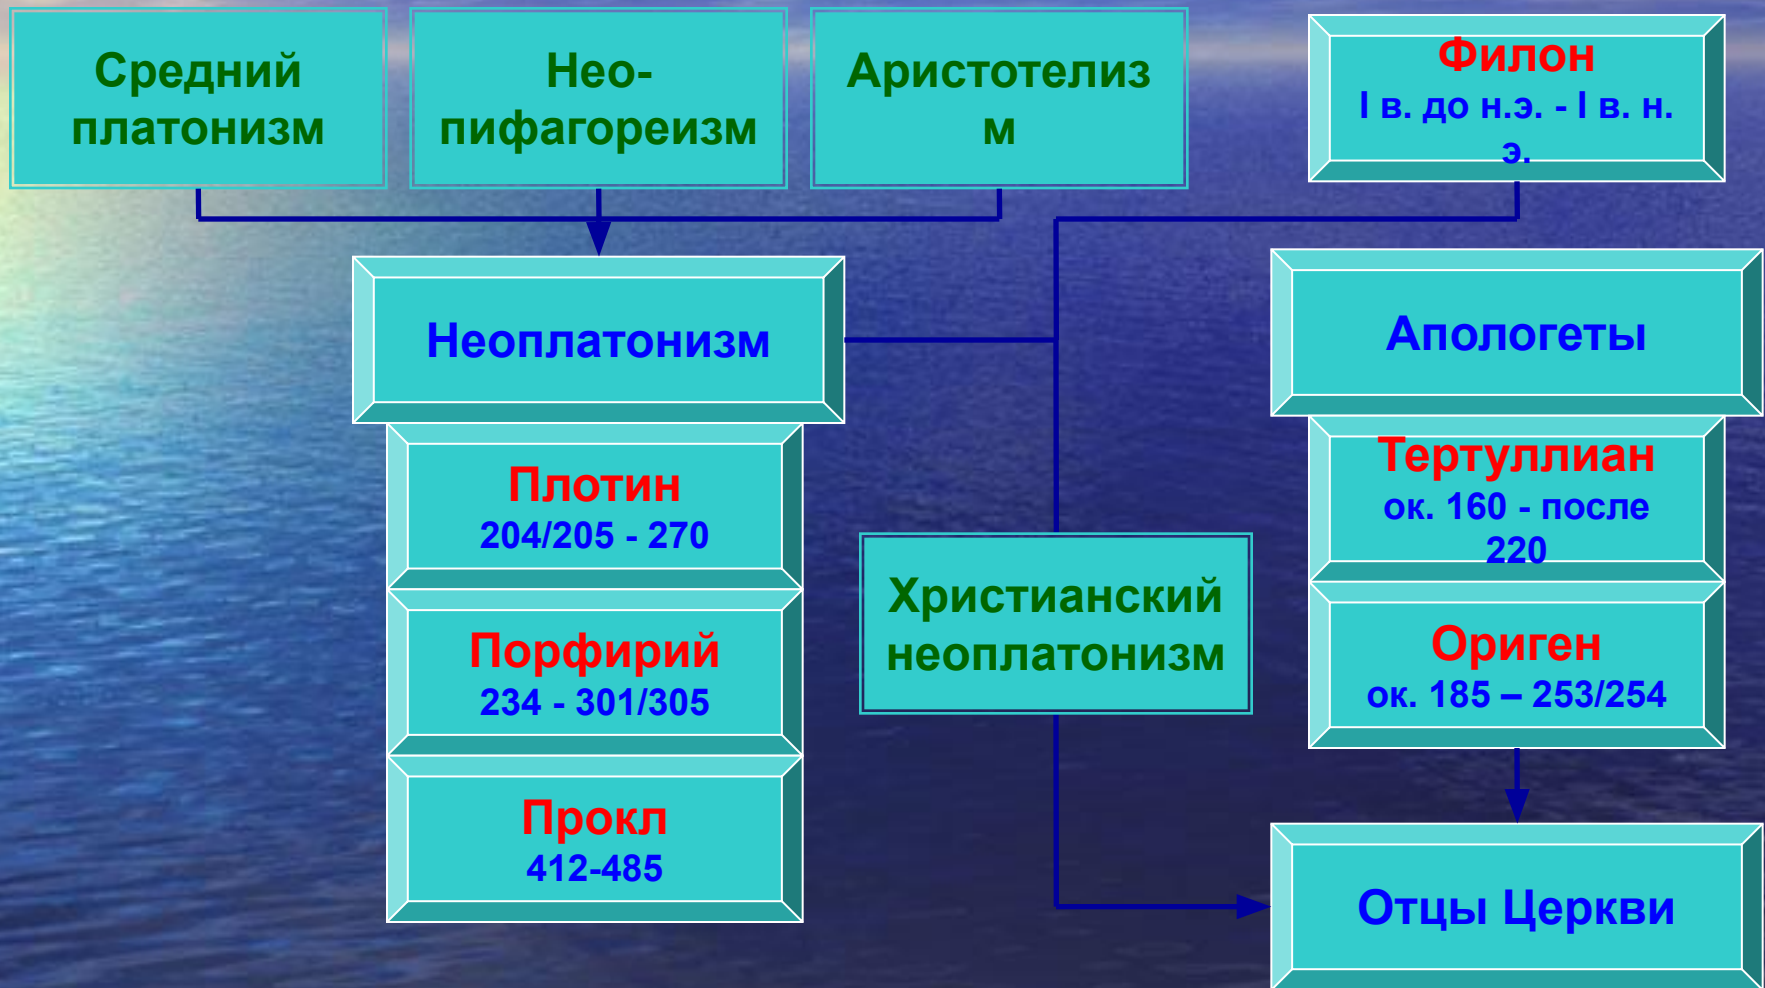 Средний
платонизм
Нео-
пифагореизм
Аристотелиз
м
Филон
I в. до н.э. - I в. н.
э.
Неоплатонизм
Апологеты
Плотин
204/205 - 270
Тертуллиан
ок. 160 - после
220
Христианский
неоплатонизм
Порфирий
234 - 301/305
Ориген
ок. 185 – 253/254
Прокл
412-485
Отцы Церкви